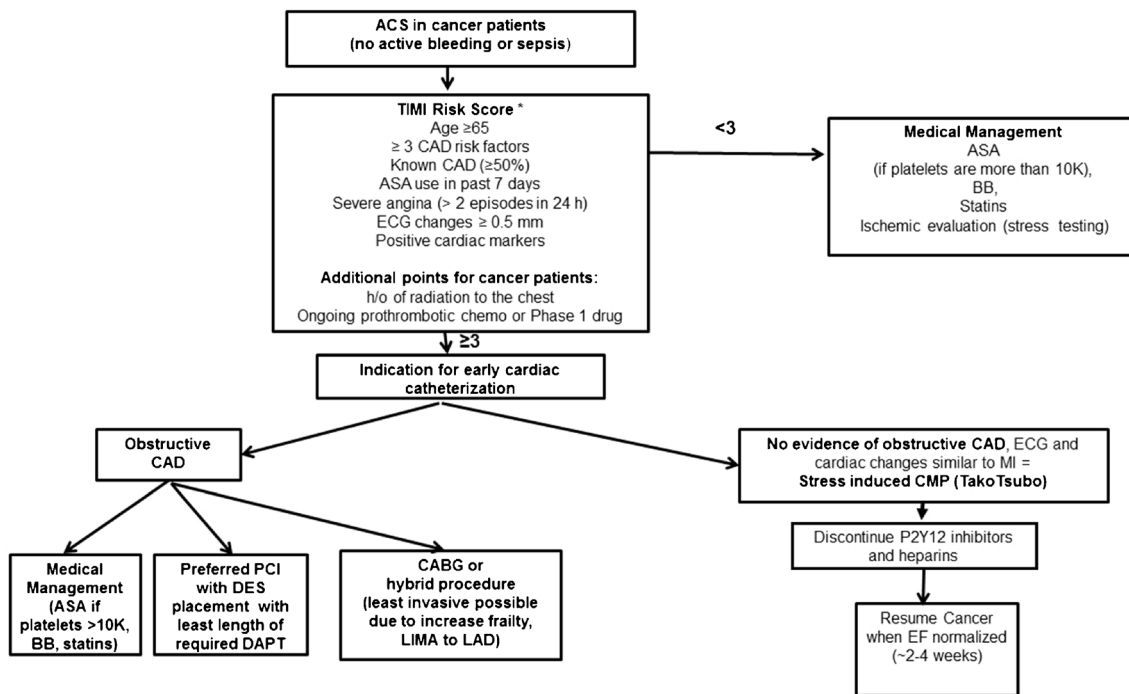 ACS in cancer patients
(no active bleeding or sepsis)
TIMI Risk Score *
Age ≥65
≥ 3 CAD risk factors
Known CAD (≥50%)
ASA use in past 7 days
Severe angina (> 2 episodes in 24 h)
ECG changes ≥ 0.5 mm
Positive cardiac markers
Additional points for cancer patients:
h/o of radiation to the chest
Ongoing prothrombotic chemo or Phase 1 drug
<3
Medical Management
ASA
(if platelets are more than 10K),
BB,
Statins
Ischemic evaluation (stress testing)
≥3
Indication for early cardiac
catheterization
Obstructive
CAD
No evidence of obstructive CAD, ECG and
cardiac changes similar to MI =
Stress induced CMP (TakoTsubo)
Medical
Management
(ASA if
platelets >10K,
BB, statins)
Preferred PCI
with DES
placement with
least length of
required DAPT
CABG or
hybrid procedure
(least invasive possible
due to increase frailty,
LIMA to LAD)
Discontinue P2Y12 inhibitors
and heparins
Resume Cancer
when EF normalized
(~2-4 weeks)